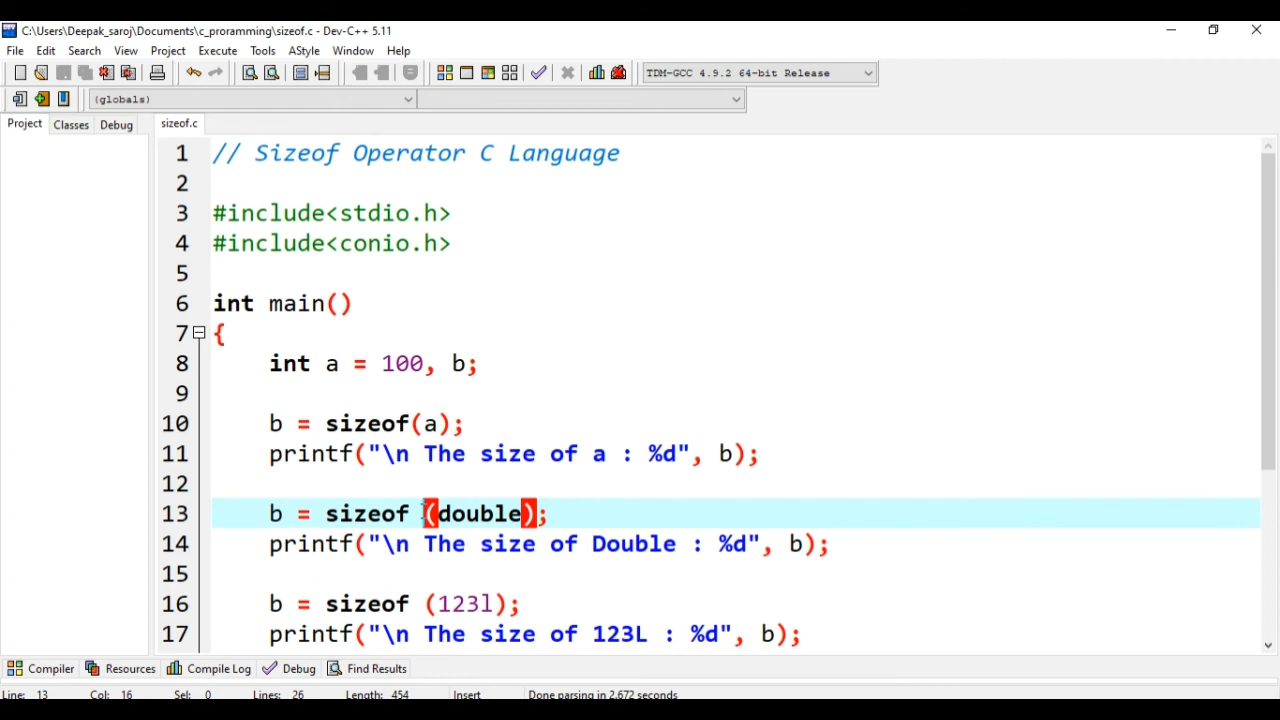 C:\Users\Deepak_saroj\Documents\c_proramming\sizeof.c - Dev-C++ 5.11
File Edit Search View Project Execute Tools AStyle Window Help
TDM-GCC 4.9.2 64-bit Release
(globals)
Project Classes Debug sizeof.c
1 // Sizeof Operator C Language
2
3 #include<stdio.h>
4 #include<conio.h>
5
6 int main()
7 {
8 int a = 100, b;
9
10 b = sizeof(a);
11 printf("\n The size of a : %d", b);
12
13 b = sizeof (double);
14 printf("\n The size of Double : %d", b);
15
16 b = sizeof (123l);
17 printf("\n The size of 123L : %d", b);
Compiler Resources Compile Log Debug Find Results
Line: 13 Col: 16 Sel: 0 Lines: 26 Length: 454 Insert Done parsing in 2.672 seconds